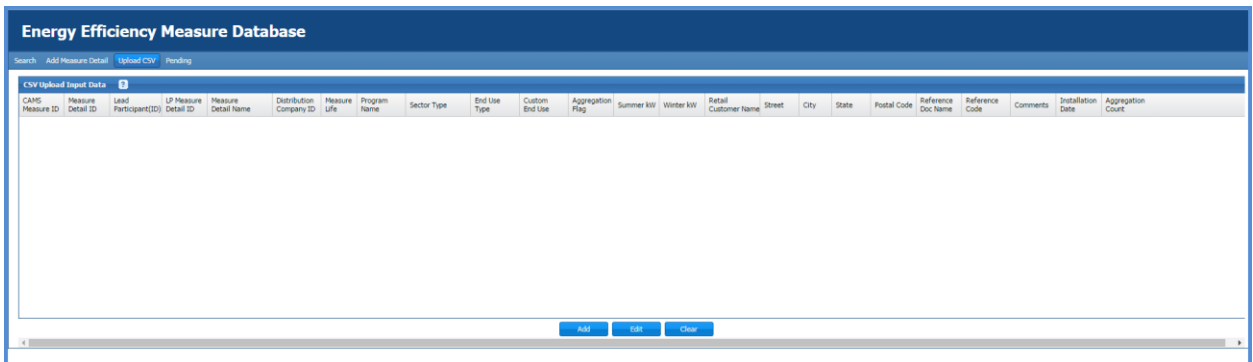 Energy Efficiency Measure Database
Search Add Measure Detail Upload CSV Pending
CSV Upload Input Data ?
CAMS Measure ID
Measure Detail ID
Lead Participant(ID)
LP Measure Detail ID
Measure Detail Name
Distribution Company ID
Measure Life
Program Name
Sector Type
End Use Type
Custom End Use
Aggregation Flag
Summer kW
Winter kW
Retail Customer Name
Street
City
State
Postal Code
Reference Doc Name
Reference Code
Comments
Installation Date
Aggregation Count
Add Edit Clear